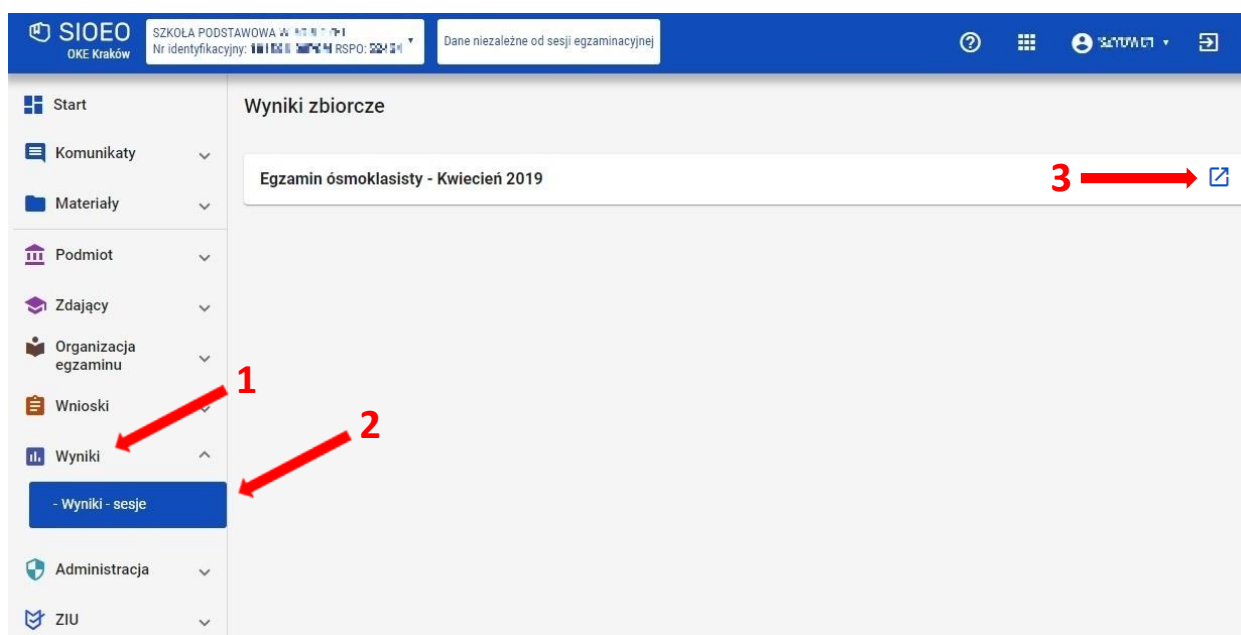 SIOEO
OKE Kraków
SZKOŁA PODSTAWOWA W
Nr identyfikacyjny: RSPO:
Dane niezależne od sesji egzaminacyjnej
Start
Komunikaty
Materiały
Podmiot
Zdający
Organizacja
egzaminu
Wnioski
Wyniki
- Wyniki - sesje
Administracja
ZIU
Wyniki zbiorcze
Egzamin ósmoklasisty - Kwiecień 2019
3
1
2